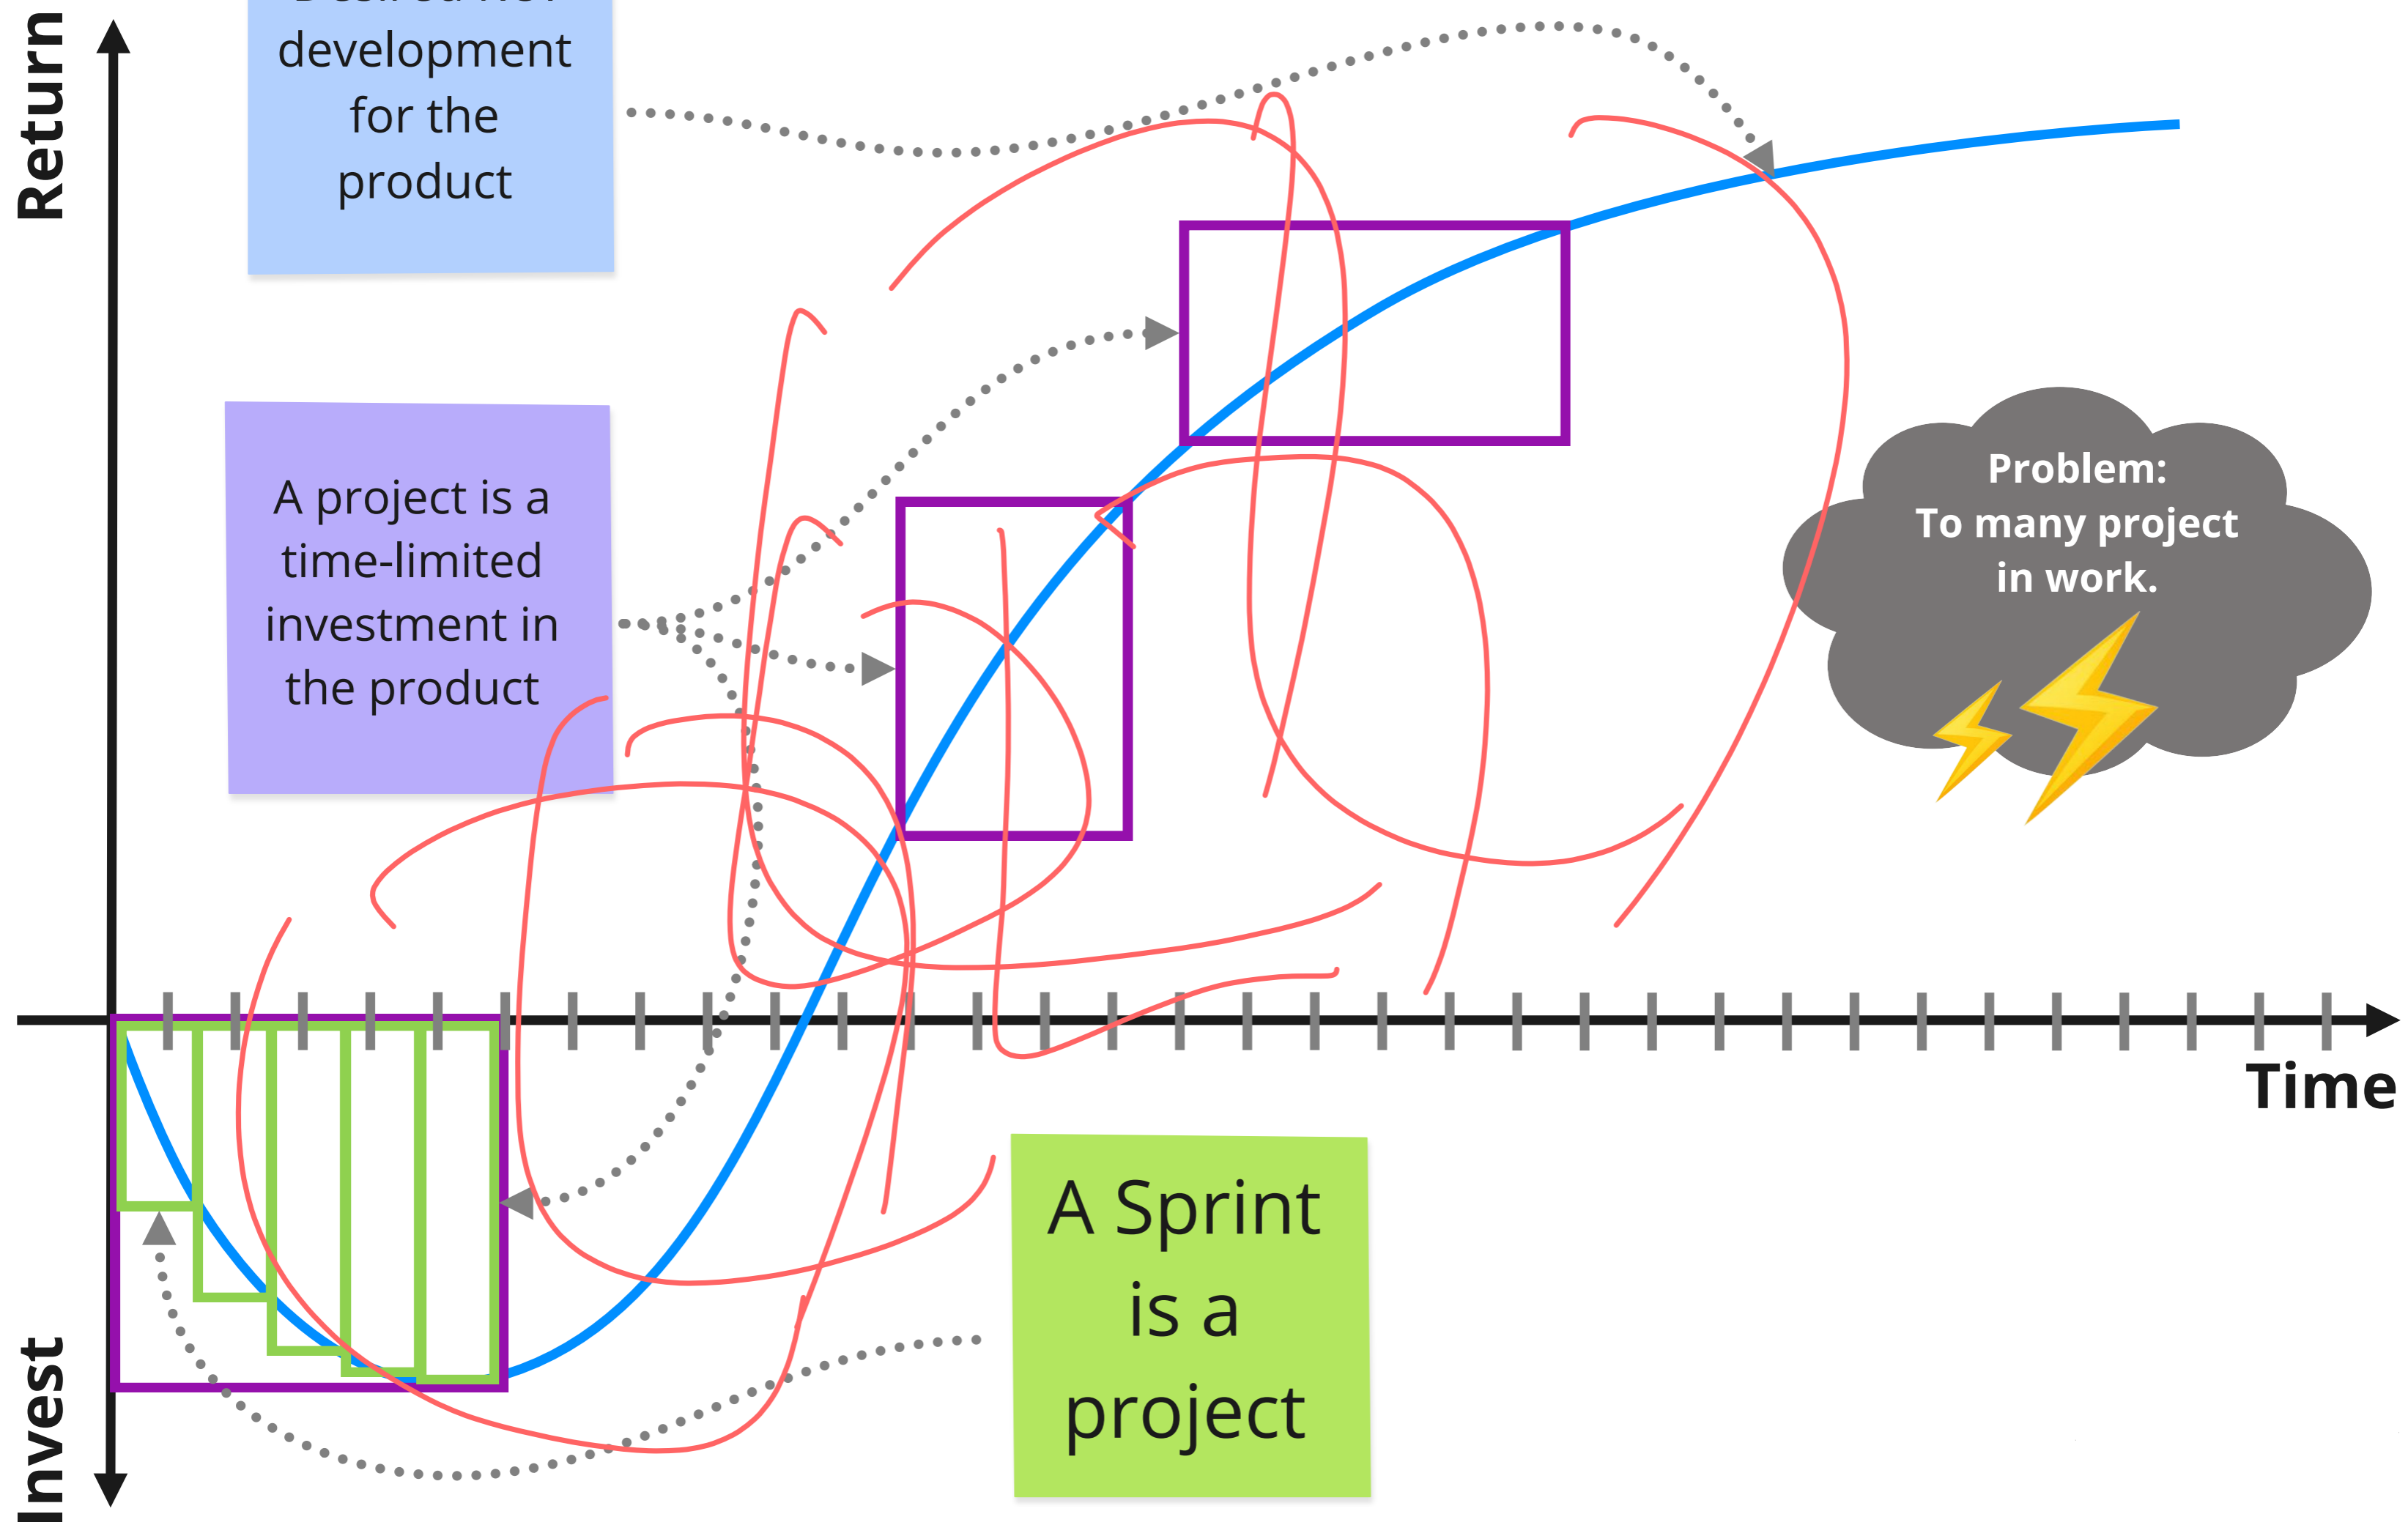 Return
development
for the
product
A project is a
time-limited
investment in
the product
Problem:
To many project
in work.
Time
A Sprint
is a
project
Invest